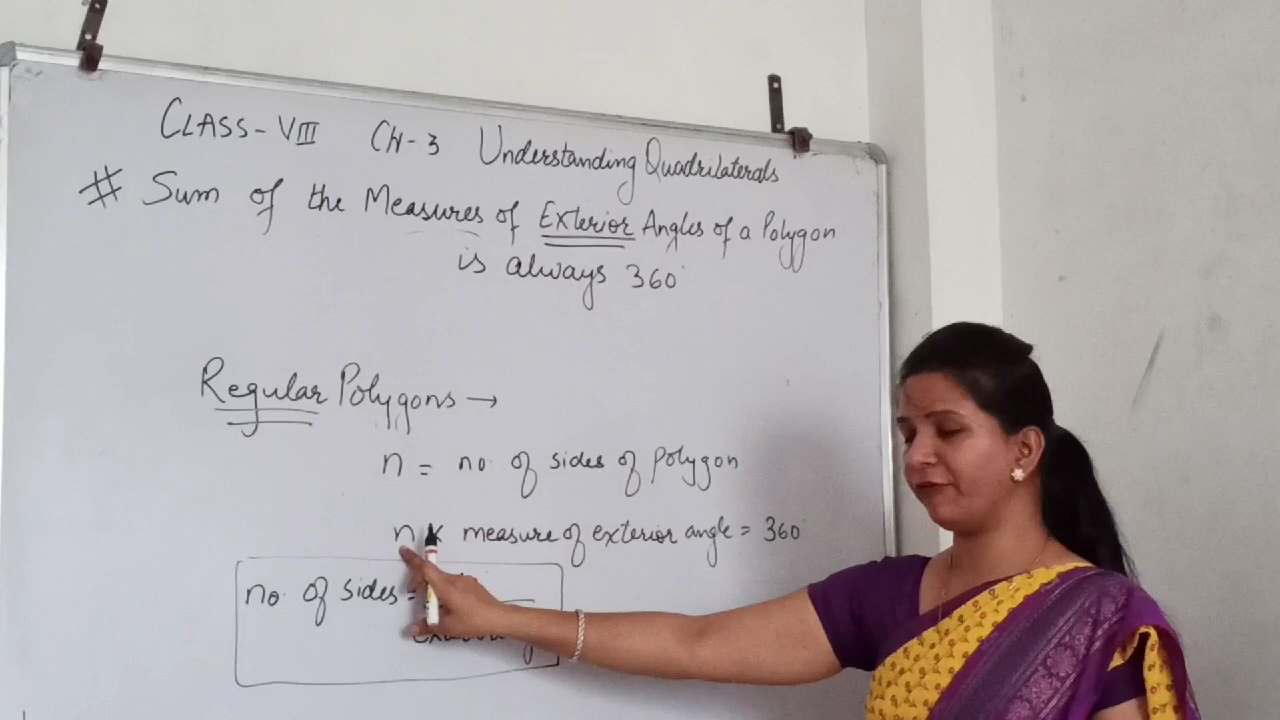 CLASS-VIII CH-3 Understanding Quadrilaterals
# Sum of the Measures of Exterior Angles of a Polygon
is always 360°
Regular Polygons →
n = no. of sides of polygon
n × measure of exterior angle = 360°
no. of sides =